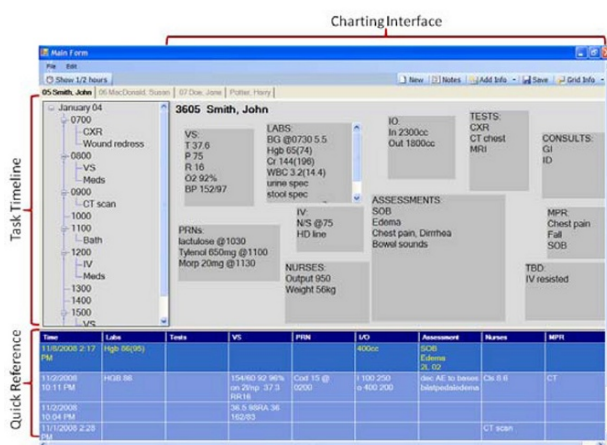 Charting Interface
Main Form
File Edit
Show 1/2 hours
New Notes Add Info Save Grid Info
05 Smith, John 06 MacDonald, Susan 07 Doe, Jane Potter, Harry
Task Timeline
January 04
0700
CXR
Wound redress
0800
VS
Meds
0900
CT scan
1000
1100
Bath
1200
IV
Meds
1300
1400
1500
VS
3605 Smith, John
VS:
T 37.6
P 75
R 16
O2 92%
BP 152/97
LABS:
BG @0730 5.5
Hgb 65(74)
Cr 144(196)
WBC 3.2(14.4)
urine spec
stool spec
IO:
In 2300cc
Out 1800cc
TESTS:
CXR
CT chest
MRI
CONSULTS:
GI
ID
PRNs:
lactulose @1030
Tylenol 650mg @1100
Morp 20mg @1130
IV:
N/S @75
HD line
NURSES:
Output 950
Weight 56kg
ASSESSMENTS:
SOB
Edema
Chest pain, Dirrhea
Bowel sounds
MPR:
Chest pain
Fall
SOB
TBD:
IV resisted
Quick Reference
Time Labs Tests VS PRN I/O Assessment Nurses MPR
11/8/2008 2:17 PM Hgb 86(95) 400cc SOB
Edema
2L 02
11/2/2008 10:11 PM HGB 86 154/60 92 96% on 2l/np 37.3 RR16 Cod 15 @ 0200 I 100 250 o 400 200 dec AE to bases Cls 8.6 CT
11/2/2008 10:04 PM 36.5 98RA 36 162/83
11/1/2008 2:28 PM CT scan